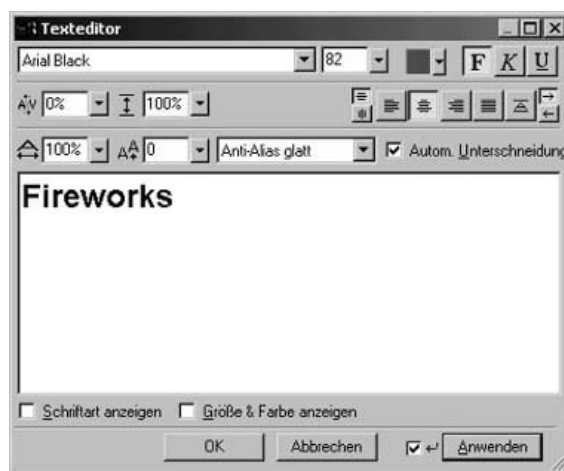 Texteditor
Arial Black 82 F K U
A V 0% 100%
100% A A 0 Anti-Alias glatt Autom. Unterschneidung
Fireworks
Schriftart anzeigen Größe & Farbe anzeigen
OK Abbrechen Anwenden